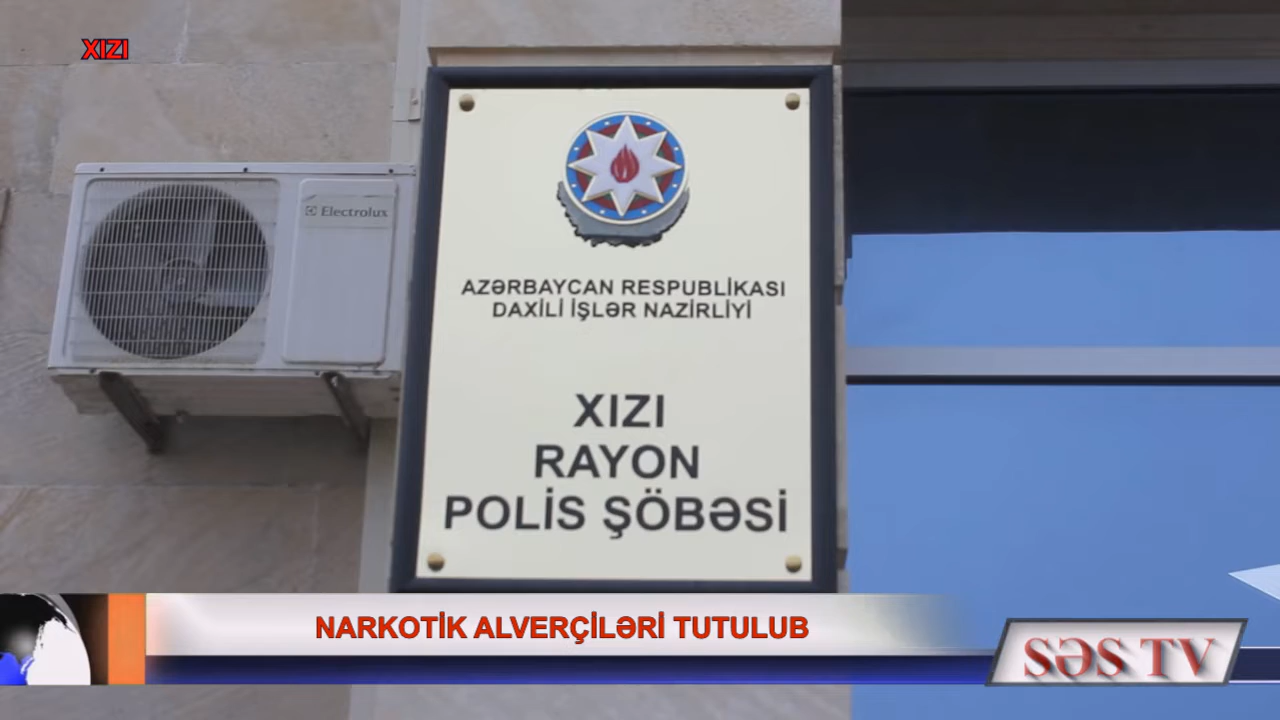 XIZI
Electrolux
AZƏRBAYCAN RESPUBLİKASI
DAXİLİ İŞLƏR NAZİRLİYİ
XIZI
RAYON
POLİS ŞÖBƏSİ
NARKOTİK ALVERÇİLƏRİ TUTULUB
SƏS TV